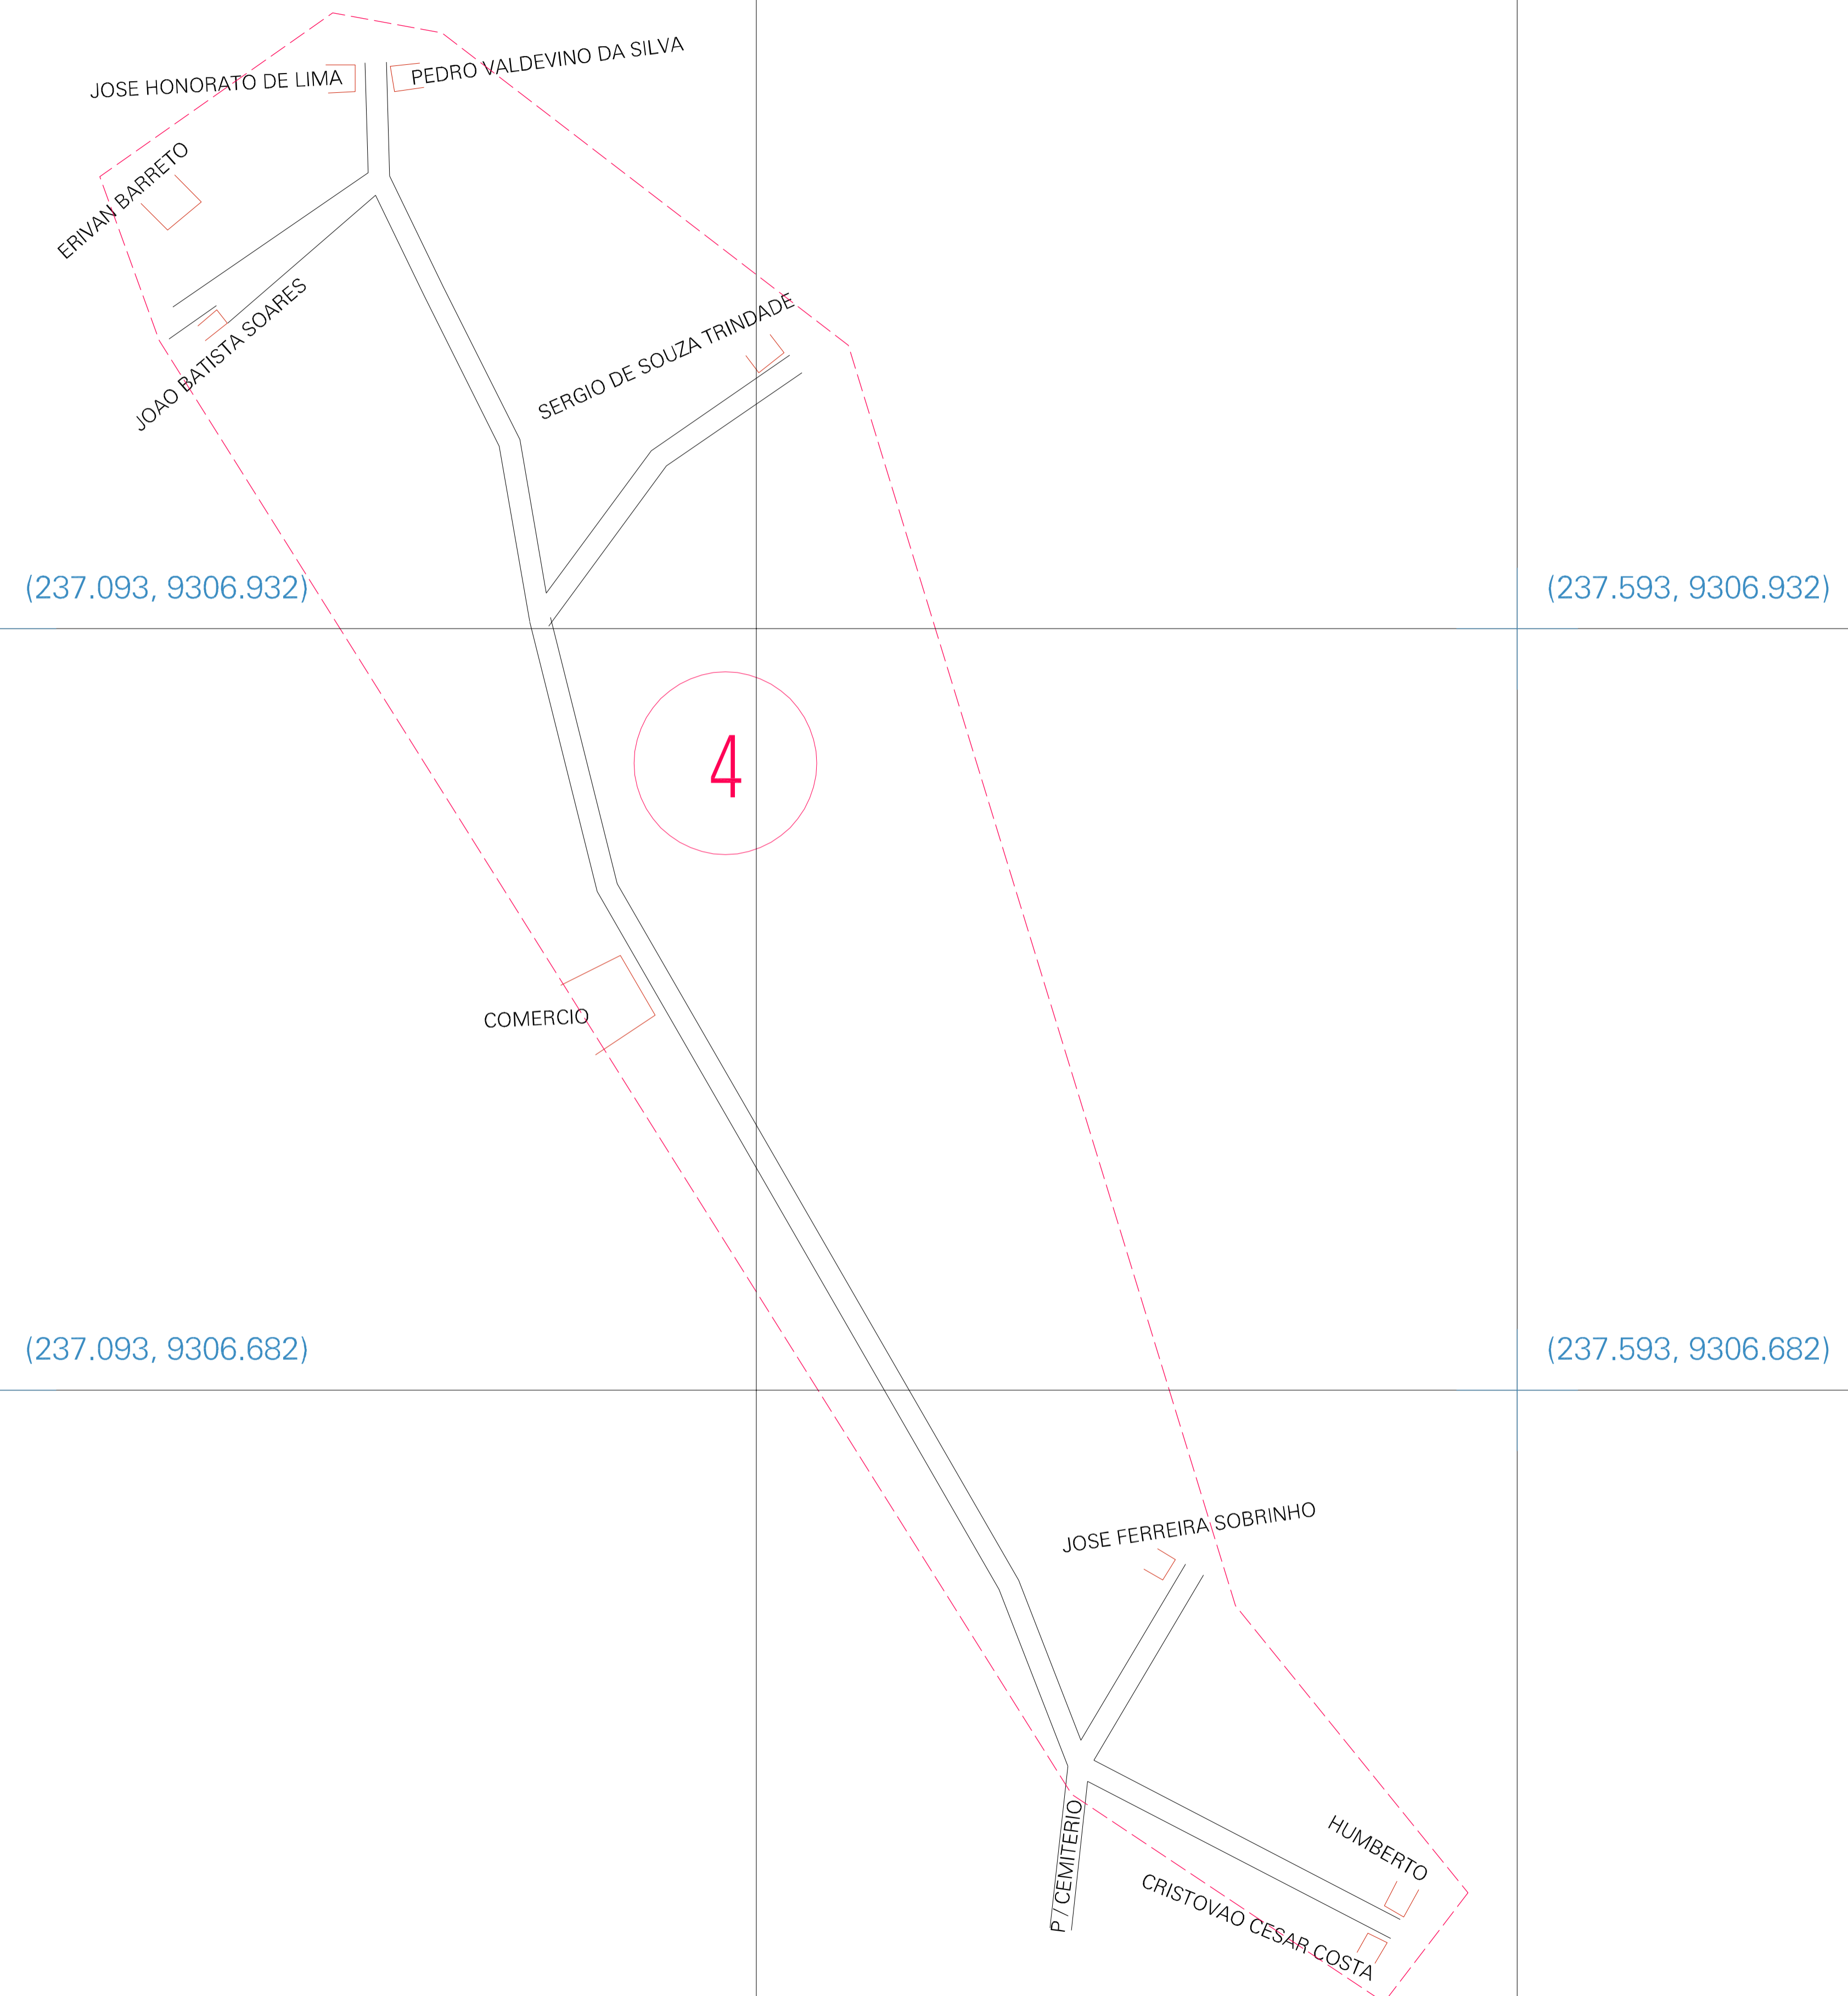 PEDRO VALDEVINO DA SILVA
JOSE HONORATO DE LIMA
ERIVAN BARRETO
JOAO BATISTA SOARES
SERGIO DE SOUZA TRINDADE
(237.093, 9306.932)
(237.593, 9306.932)
4
COMERCIO
(237.093, 9306.682)
(237.593, 9306.682)
JOSE FERREIRA SOBRINHO
P / CEMITERIO
HUMBERTO
CRISTOVAO CESAR COSTA